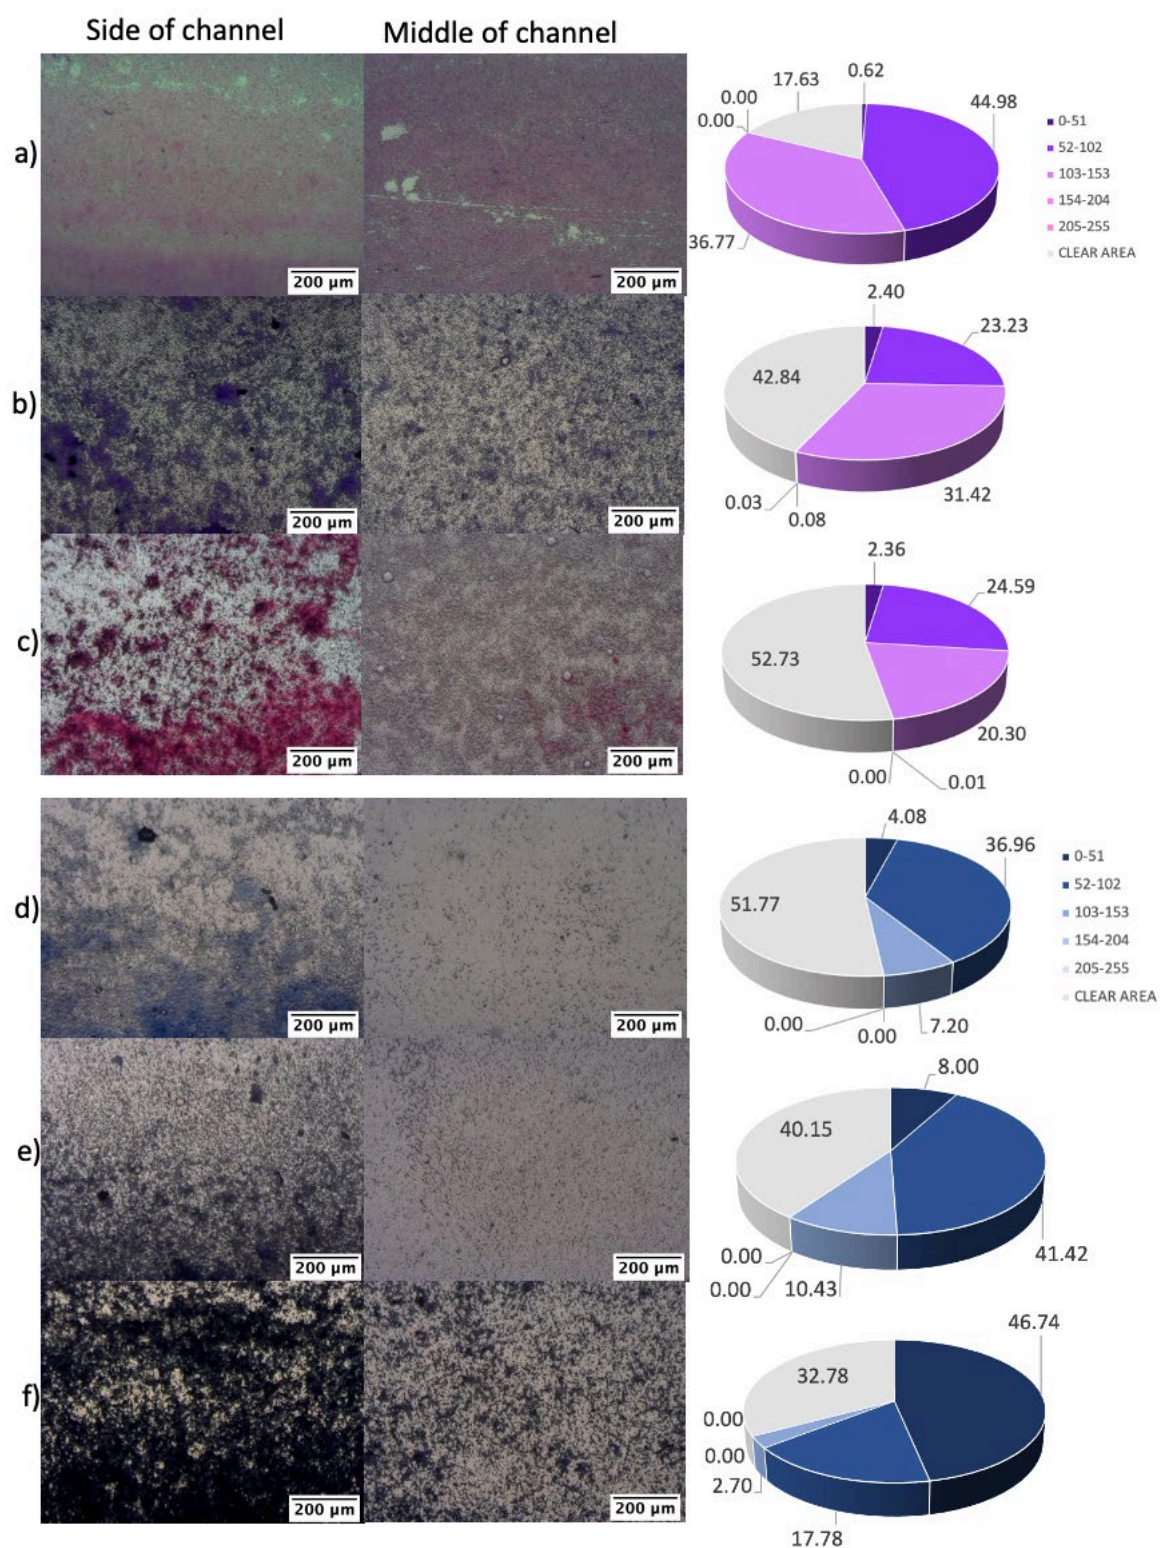 Side of channel Middle of channel
a)
200 µm
200 µm
0.62
17.63
44.98
0.00
0.00
36.77
0-51
52-102
103-153
154-204
205-255
CLEAR AREA
b)
200 µm
200 µm
2.40
23.23
42.84
0.03
0.08
31.42
c)
200 µm
200 µm
2.36
24.59
52.73
20.30
0.00
0.01
d)
200 µm
200 µm
4.08
36.96
51.77
0.00
0.00
7.20
0-51
52-102
103-153
154-204
205-255
CLEAR AREA
e)
200 µm
200 µm
8.00
40.15
41.42
0.00
0.00
10.43
f)
200 µm
200 µm
46.74
32.78
0.00
0.00
2.70
17.78